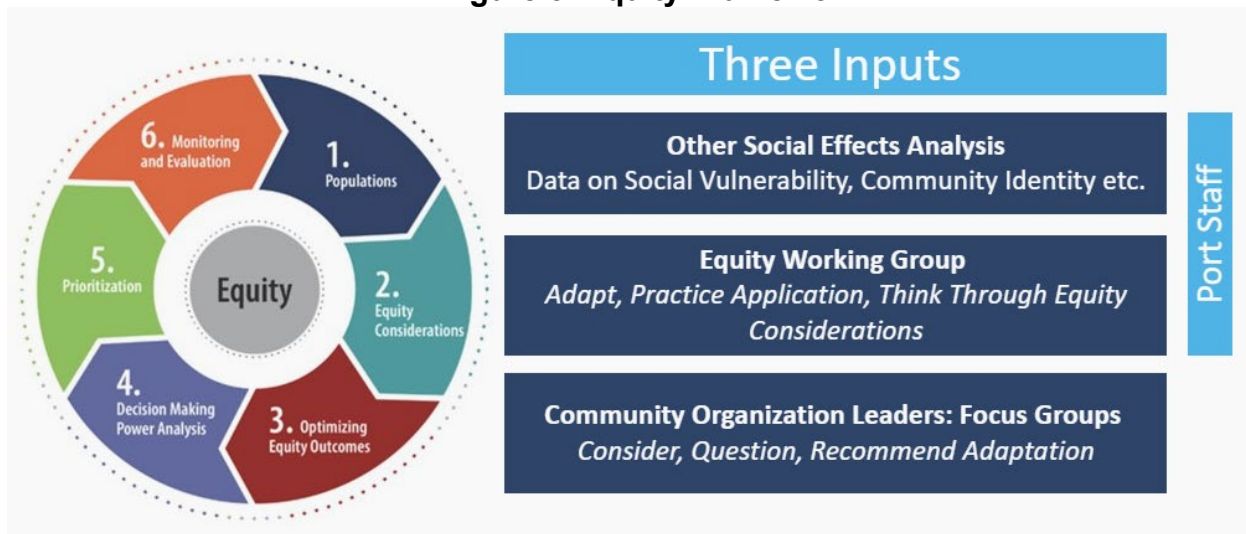 Three Inputs
6. Monitoring
and Evaluation
1.
Populations
2.
Equity
Considerations
3. Optimizing
Equity Outcomes
4.
Decision Making
Power Analysis
5.
Prioritization
Equity
Other Social Effects Analysis
Data on Social Vulnerability, Community Identity etc.
Equity Working Group
Adapt, Practice Application, Think Through Equity
Considerations
Community Organization Leaders: Focus Groups
Consider, Question, Recommend Adaptation
Port Staff